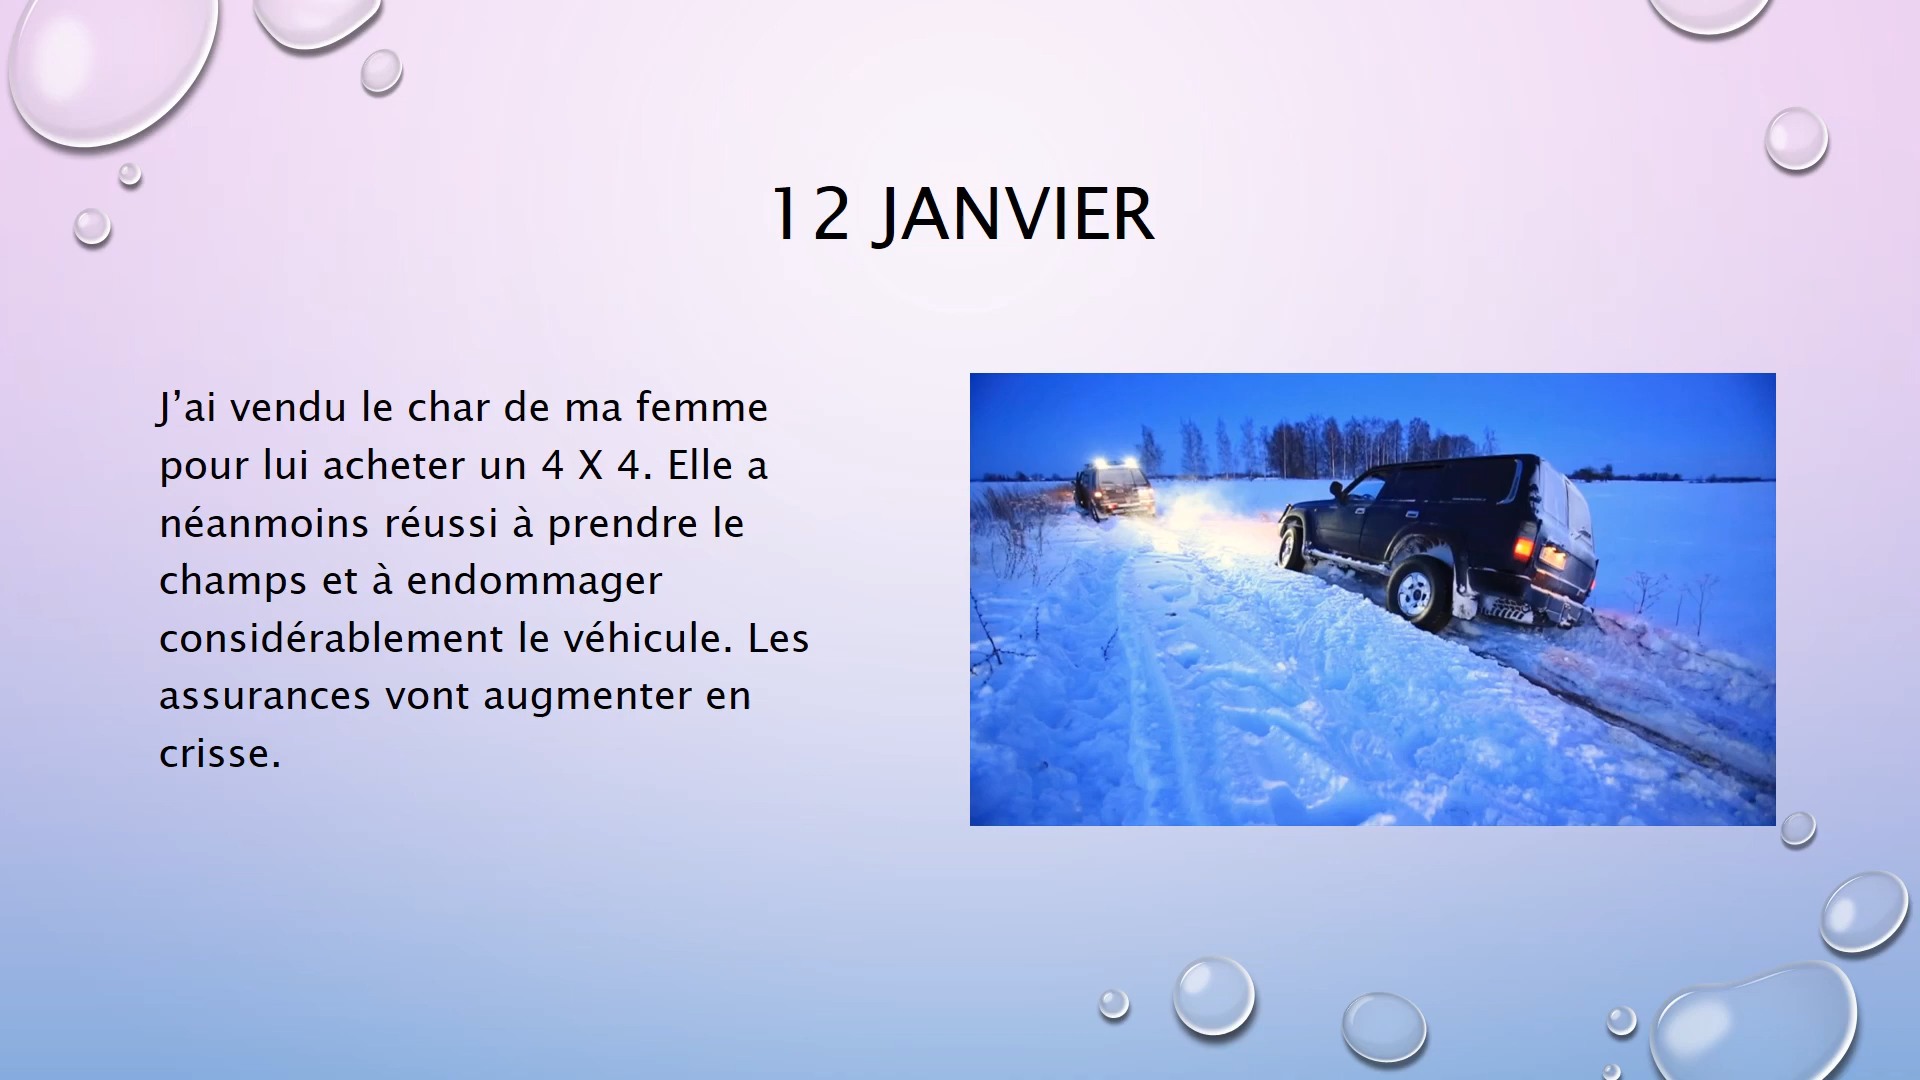 12 JANVIER
J’ai vendu le char de ma femme
pour lui acheter un 4 X 4. Elle a
néanmoins réussi à prendre le
champs et à endommager
considérablement le véhicule. Les
assurances vont augmenter en
crisse.